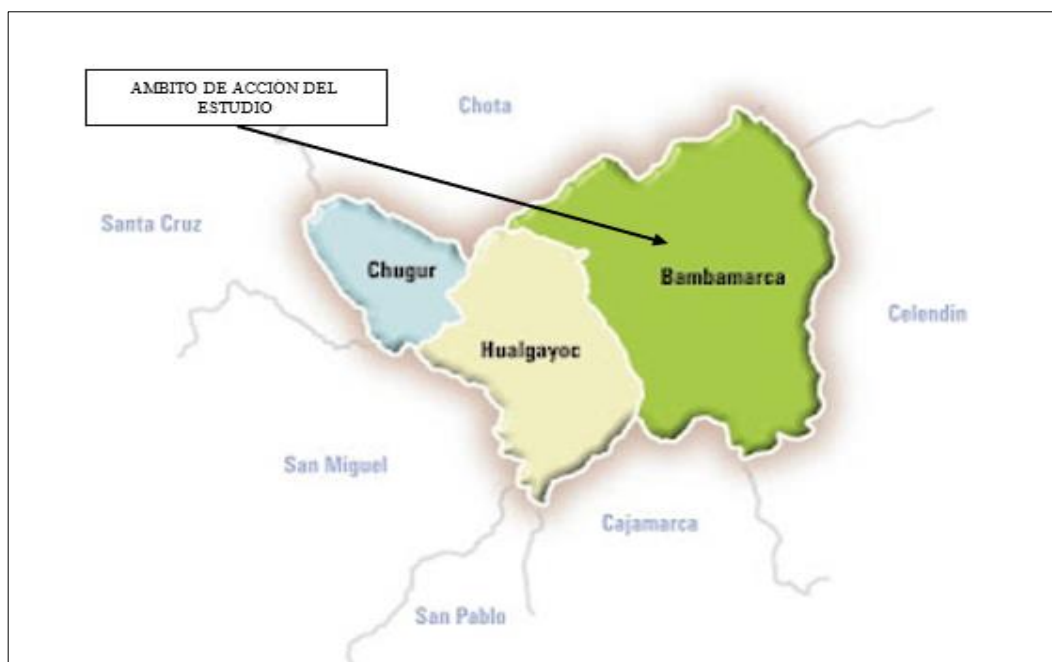 AMBITO DE ACCIÓN DEL
ESTUDIO
Chota
Santa Cruz
Chugur
Bambamarca
Celendín
Hualgayoc
San Miguel
Cajamarca
San Pablo